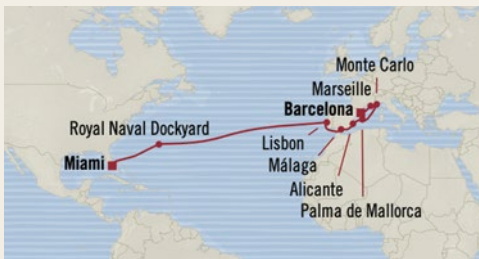 Monte Carlo
Marseille
Barcelona
Royal Naval Dockyard
Lisbon
Miami
Málaga
Alicante
Palma de Mallorca